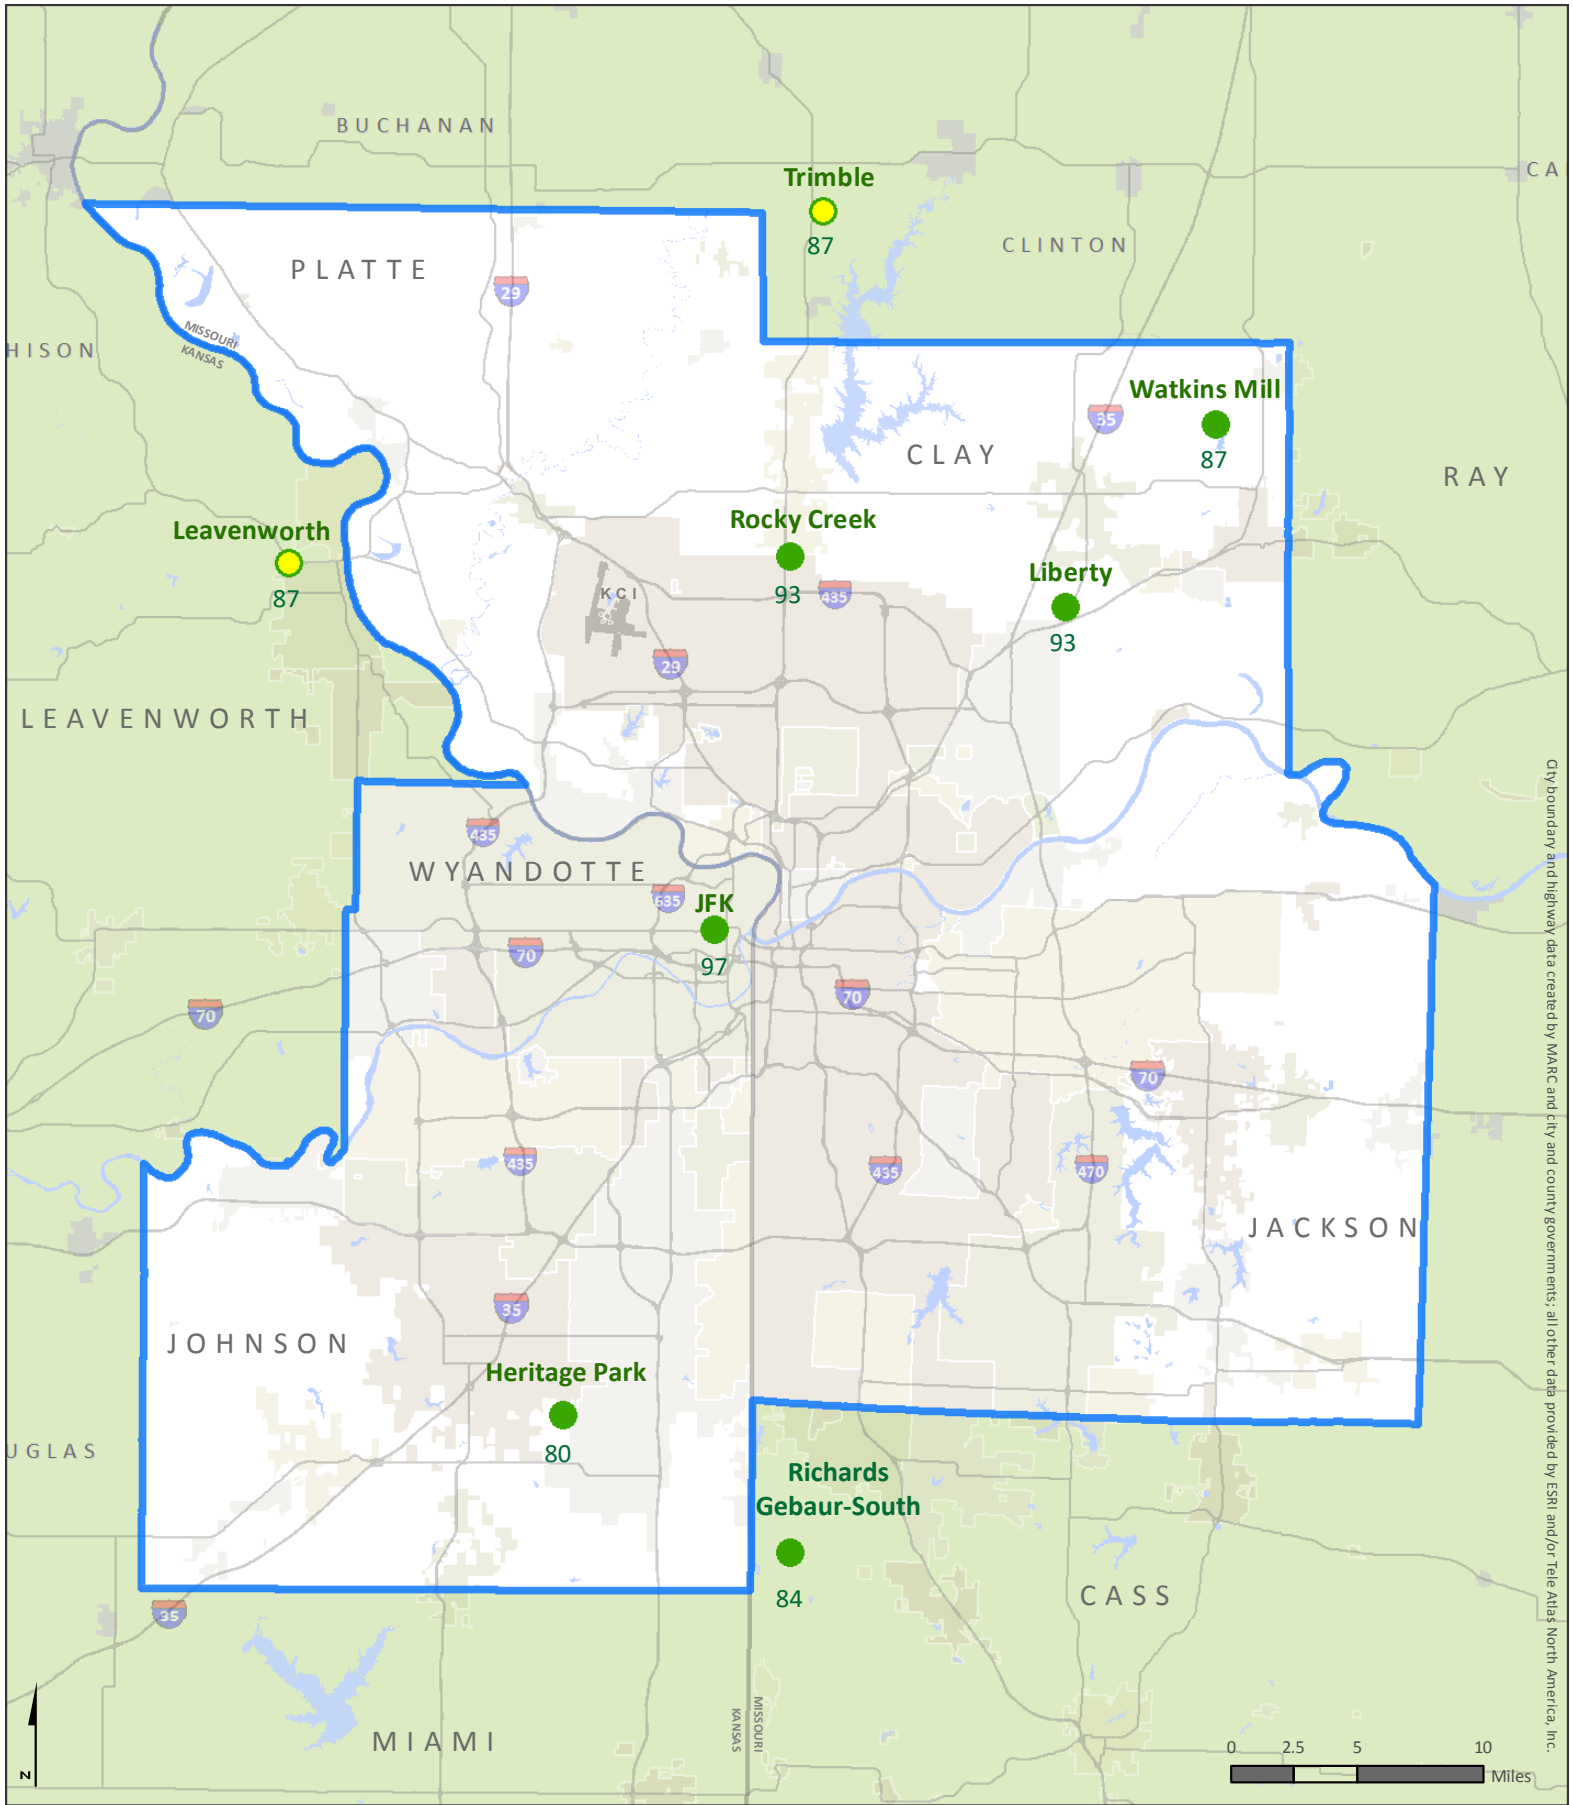 BUCHANAN
CA
Trimble
87
CLINTON
PLATTE
29
MISSOURI
KANSAS
HISON
Watkins Mill
35
87
CLAY
RAY
Rocky Creek
Leavenworth
87
93
435
KCI
Liberty
93
29
LEAVENWORTH
435
WYANDOTTE
635
JFK
97
70
70
70
70
435
435
470
JACKSON
35
JOHNSON
Heritage Park
80
UGLAS
Richards
Gebaur-South
84
CASS
35
MIAMI
KANSAS
MISSOURI
N
0 2.5 5 10
Miles
City boundary and highway data created by MARC and city and county governments; all other data provided by ESRI and/or Tele Atlas North America, Inc.